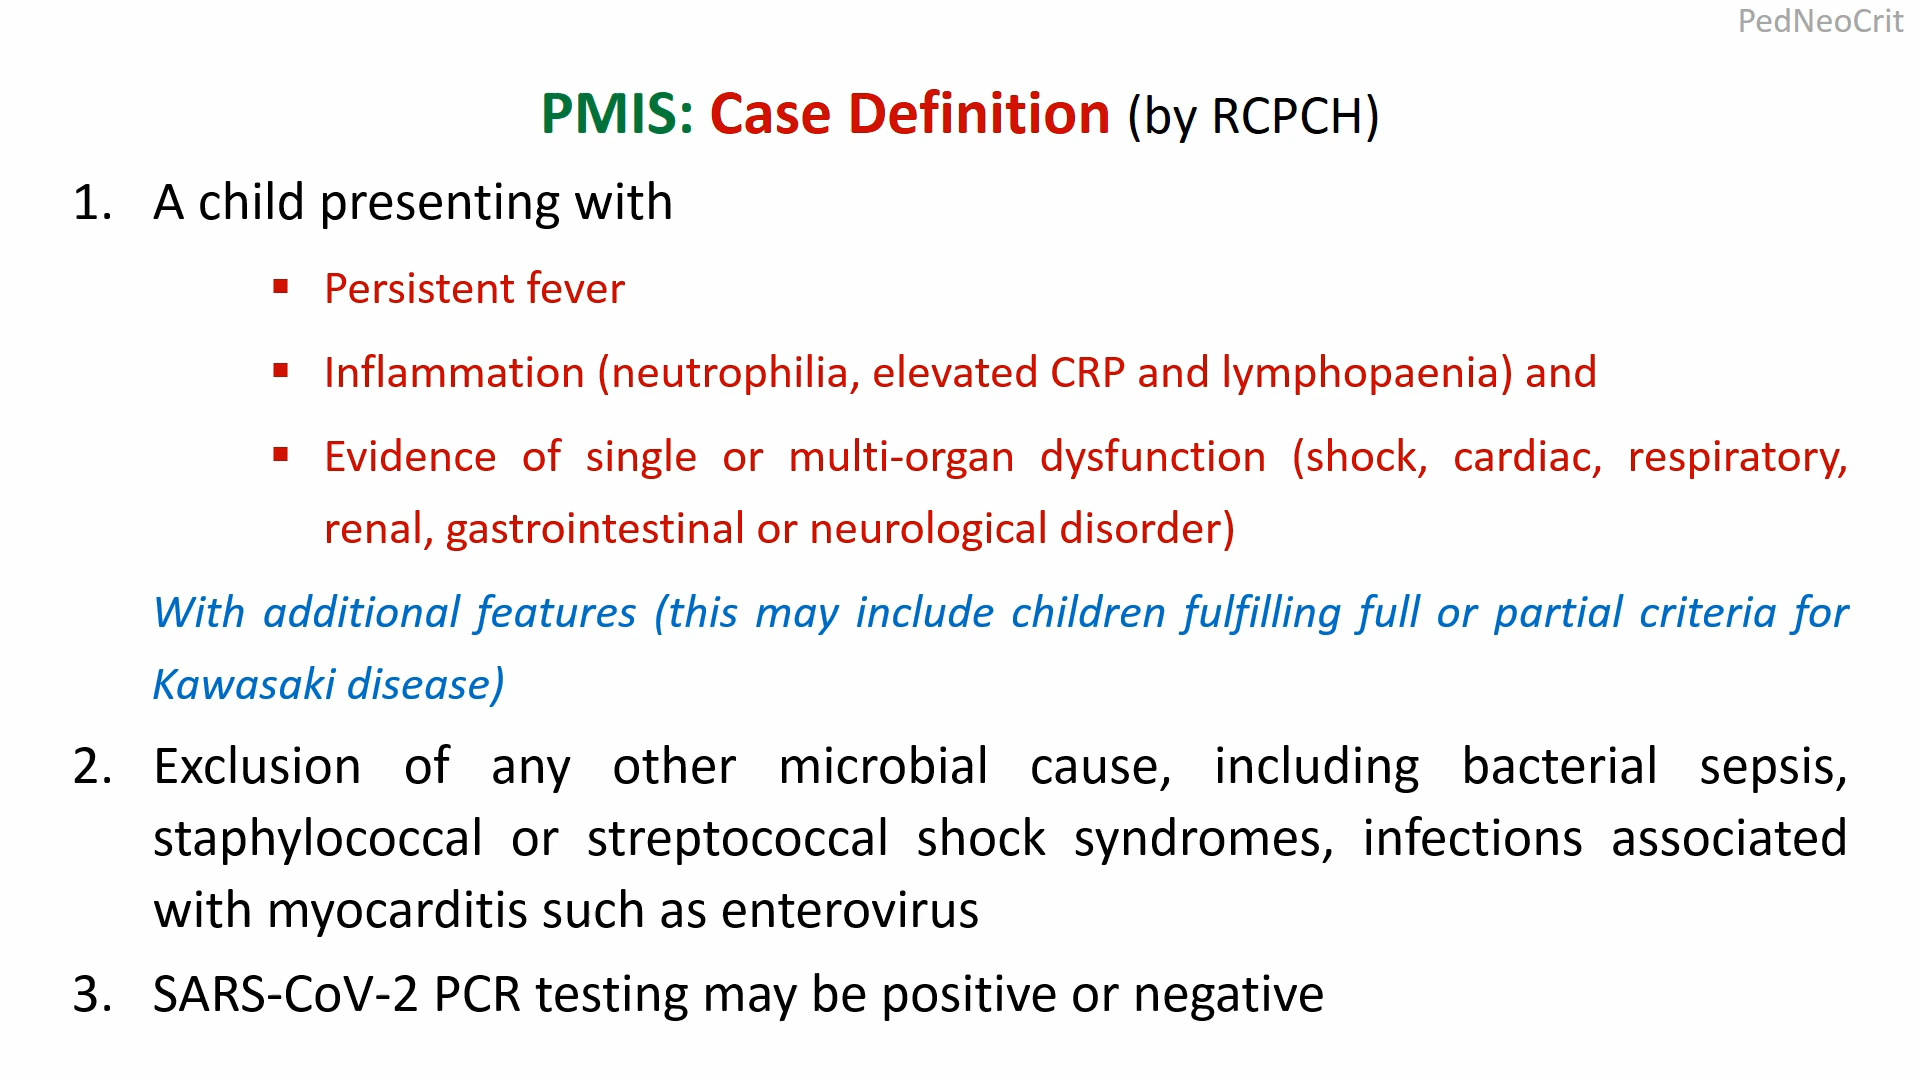 PedNeoCrit
PMIS: Case Definition (by RCPCH)
1. A child presenting with
▪ Persistent fever
▪ Inflammation (neutrophilia, elevated CRP and lymphopaenia) and
▪ Evidence of single or multi-organ dysfunction (shock, cardiac, respiratory,
renal, gastrointestinal or neurological disorder)
With additional features (this may include children fulfilling full or partial criteria for
Kawasaki disease)
2. Exclusion of any other microbial cause, including bacterial sepsis,
staphylococcal or streptococcal shock syndromes, infections associated
with myocarditis such as enterovirus
3. SARS-CoV-2 PCR testing may be positive or negative